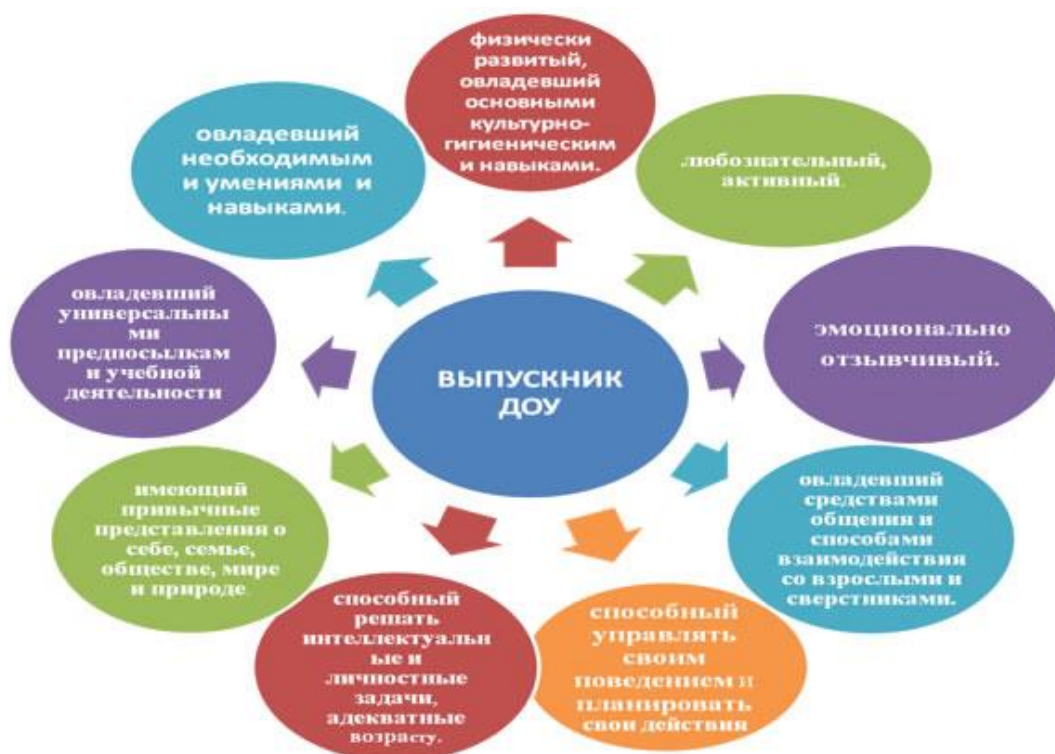 физически
развитый,
овладевший
основными
культурно-
гигиеническим
и навыками.
любознательный,
активный.
эмоционально
отзывчивый.
овладевший
средствами
общения и
способами
взаимодействия
со взрослыми и
сверстниками.
способный
управлять
своим
поведением и
планировать
свои действия
способный
решать
интеллектуальн
ые и
личностные
задачи,
адекватные
возрасту.
имеющий
привычные
представления о
себе, семье,
обществе, мире
и природе.
овладевший
универсальны
ми
предпосылкам
и учебной
деятельности
овладевший
необходимым
и умениями и
навыками.
ВЫПУСКНИК
ДОУ